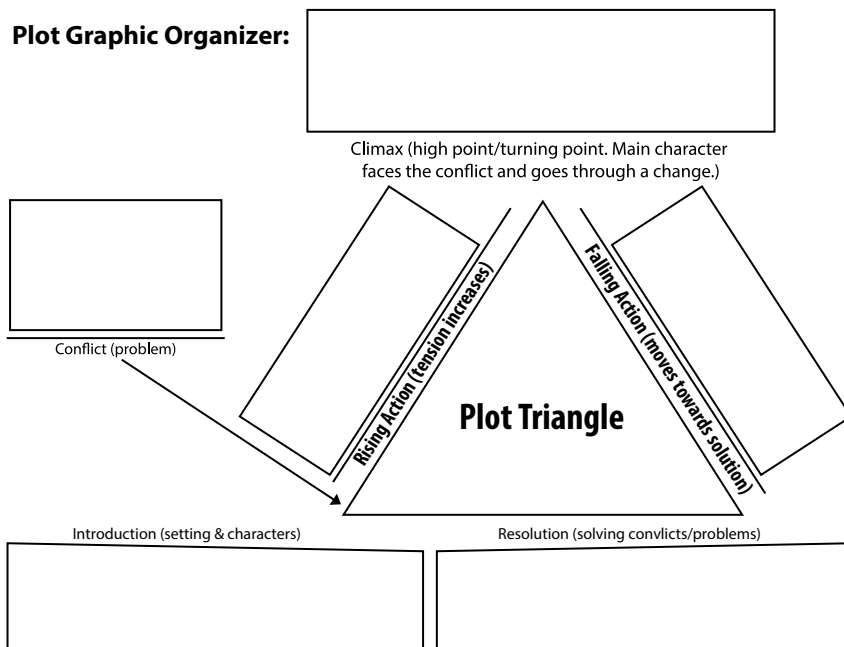 Plot Graphic Organizer:
Climax (high point/turning point. Main character
faces the conflict and goes through a change.)
Conflict (problem)
Rising Action (tension increases)
Falling Action (moves towards solution)
Plot Triangle
Introduction (setting & characters)
Resolution (solving convlicts/problems)